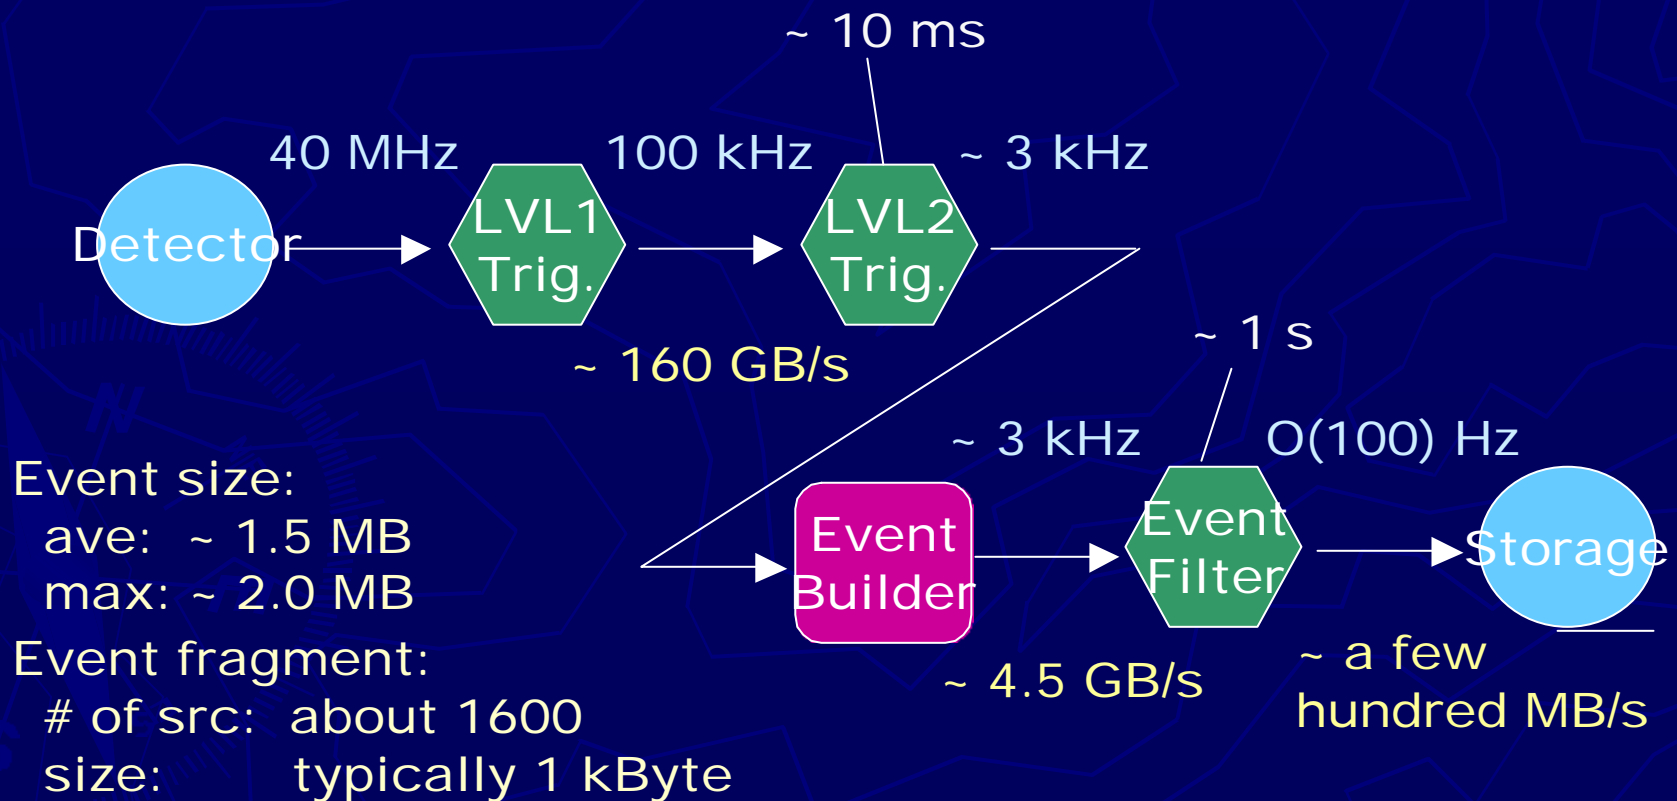 ~ 10 ms
40 MHz
100 kHz
~ 3 kHz
Detector
LVL1
Trig.
LVL2
Trig.
~ 160 GB/s
~ 1 s
~ 3 kHz
O(100) Hz
Event
Builder
Event
Filter
Storage
~ 4.5 GB/s
~ a few
hundred MB/s
Event size:
ave: ~ 1.5 MB
max: ~ 2.0 MB
Event fragment:
# of src: about 1600
size: typically 1 kByte
N